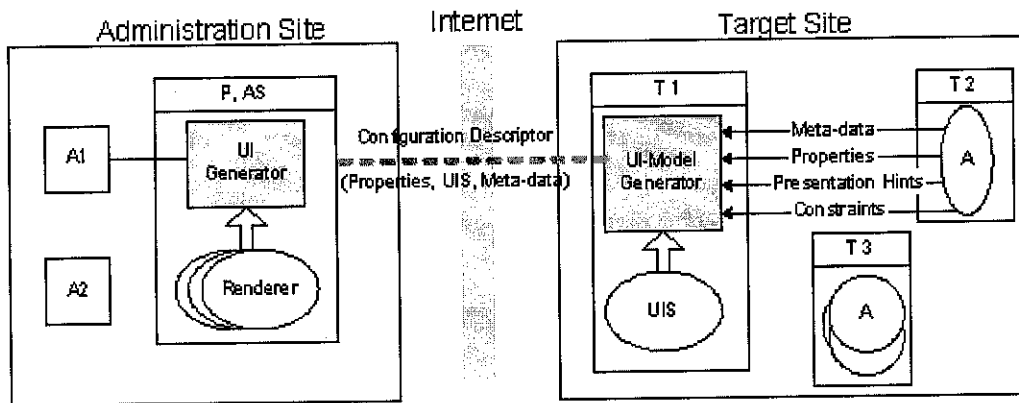 Administration Site
Internet
Target Site
P, AS
A1
UI
Generator
A2
Renderer
Configuration Descriptor
(Properties, UIS, Meta-data)
T 1
UI-Model
Generator
UIS
Meta-data
Properties
Presentation Hints
Constraints
T 2
A
T 3
A